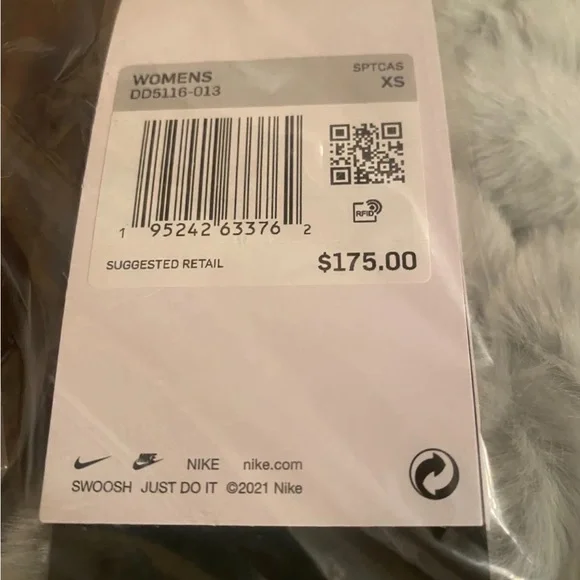 WOMENS SPTCAS
DD5116-013 XS
RFID
1 95242 63376 2
SUGGESTED RETAIL $175.00
NIKE nike.com
SWOOSH JUST DO IT ©2021 Nike